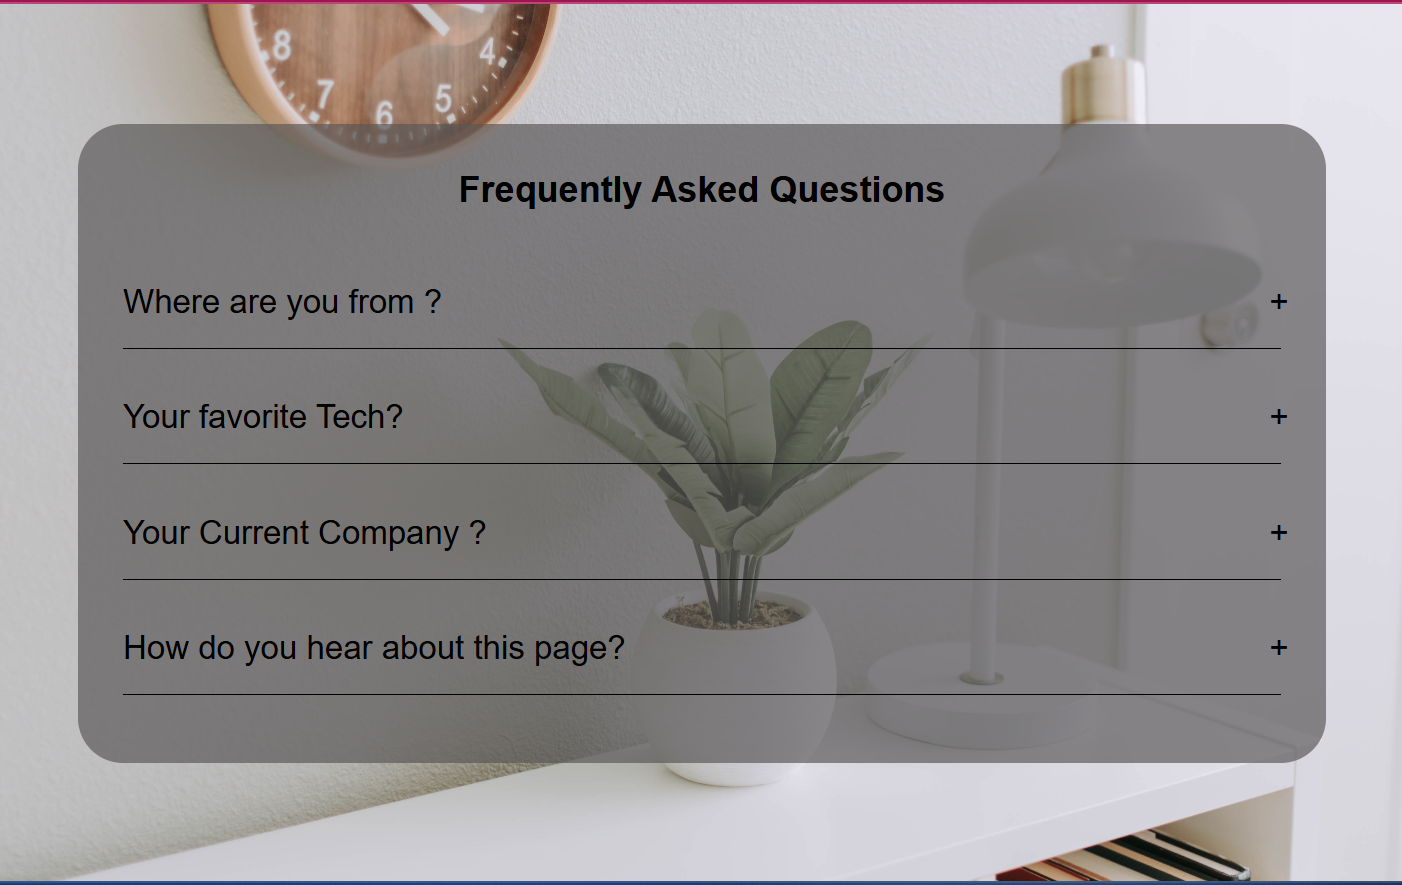 8
4
7
5
6
Frequently Asked Questions
Where are you from ?
+
Your favorite Tech?
+
Your Current Company ?
+
How do you hear about this page?
+